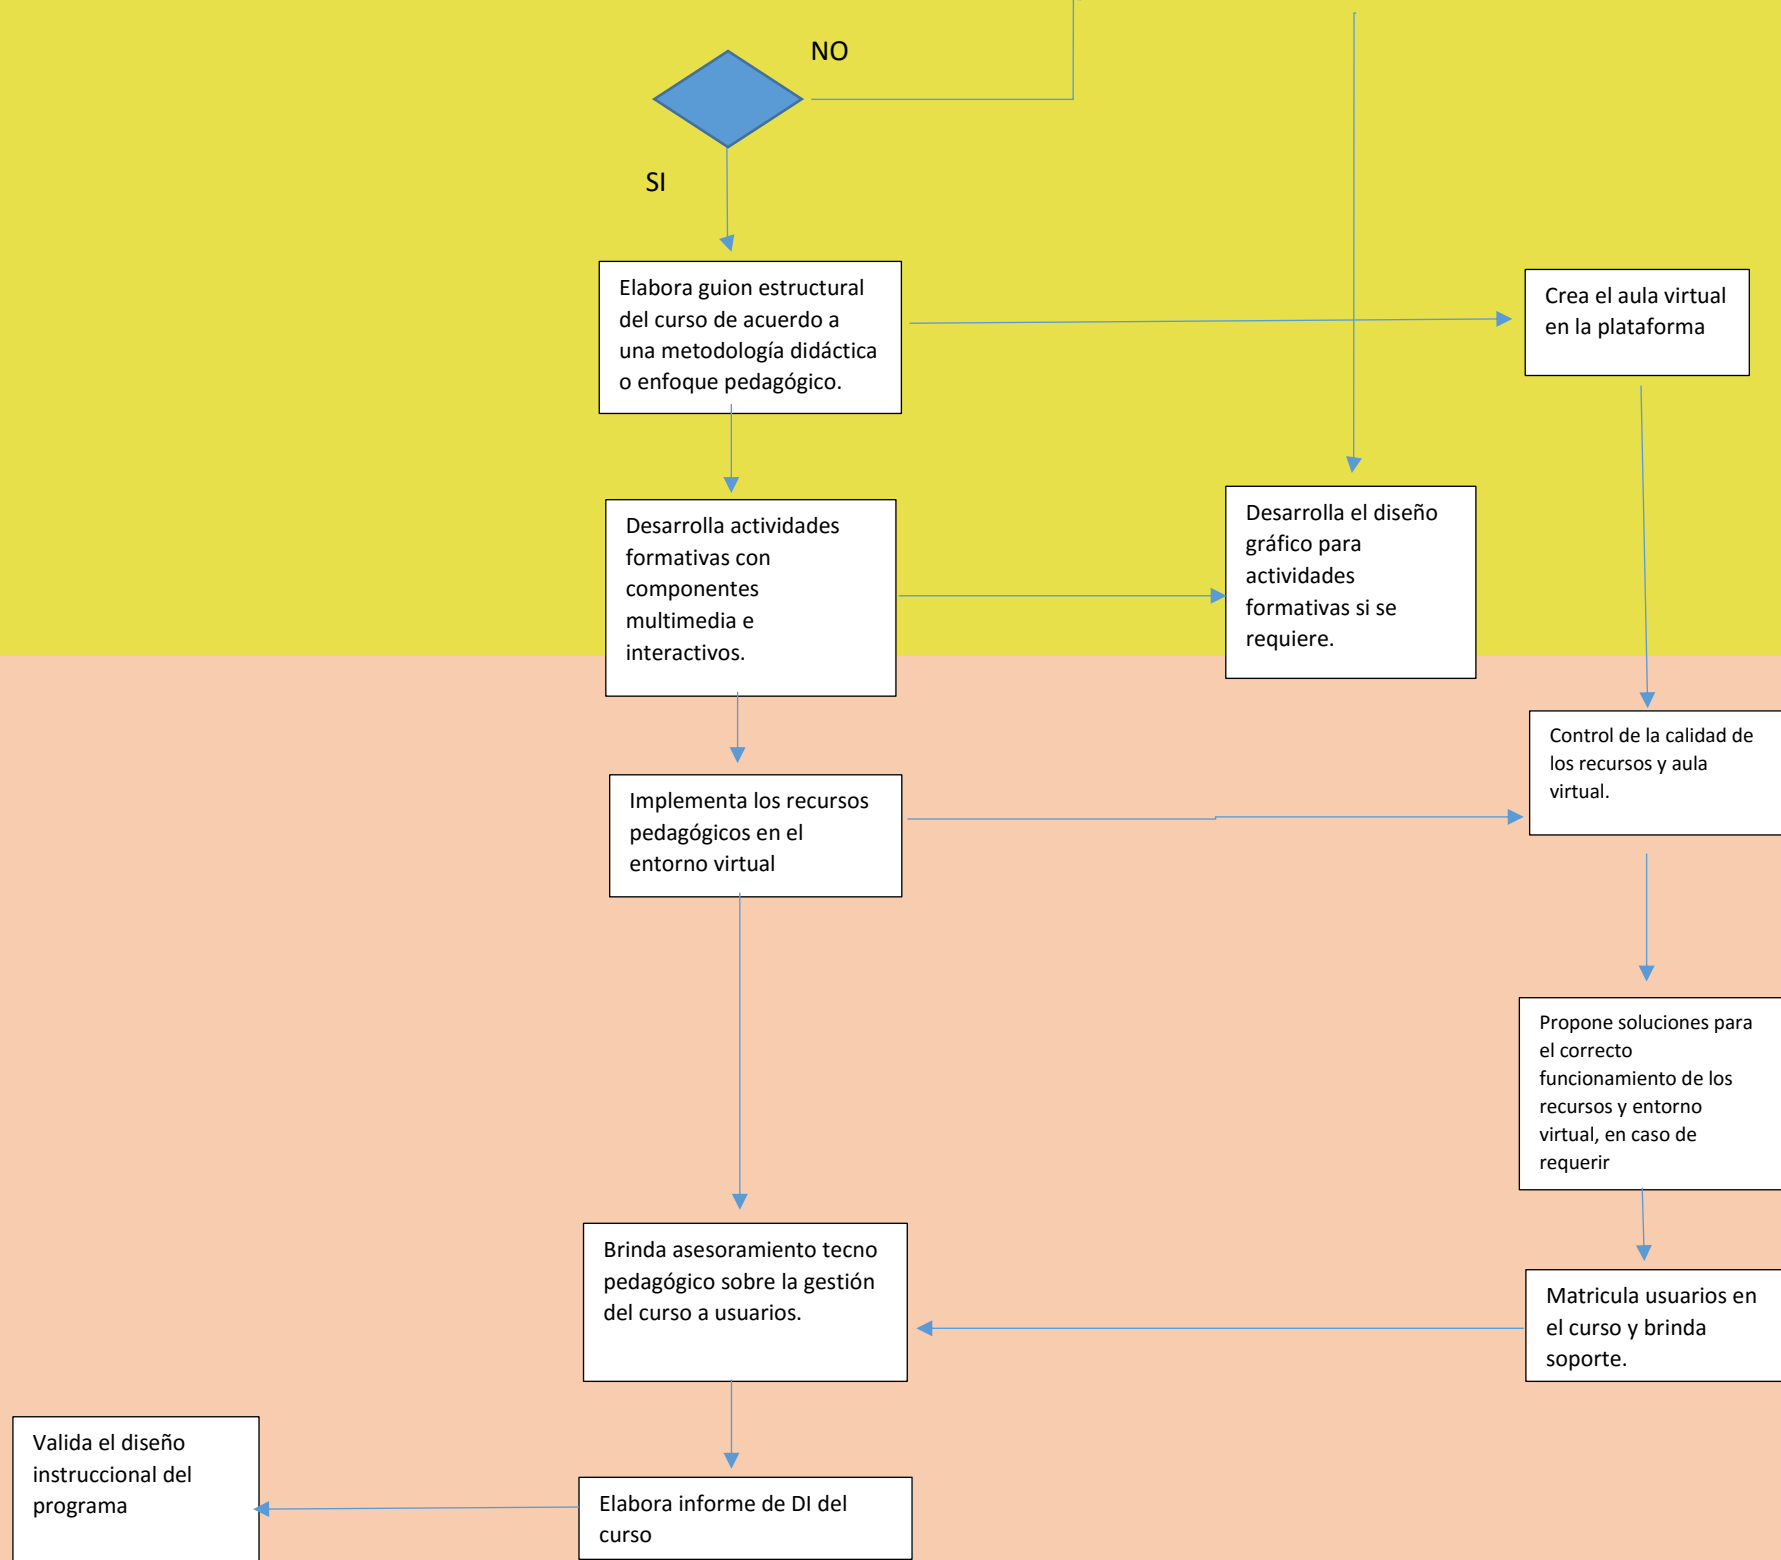 NO
SI
Elabora guion estructural
del curso de acuerdo a
una metodología didáctica
o enfoque pedagógico.
Crea el aula virtual
en la plataforma
Desarrolla actividades
formativas con
componentes
multimedia e
interactivos.
Desarrolla el diseño
gráfico para
actividades
formativas si se
requiere.
Control de la calidad de
los recursos y aula
virtual.
Implementa los recursos
pedagógicos en el
entorno virtual
Propone soluciones para
el correcto
funcionamiento de los
recursos y entorno
virtual, en caso de
requerir
Brinda asesoramiento tecno
pedagógico sobre la gestión
del curso a usuarios.
Matricula usuarios en
el curso y brinda
soporte.
Valida el diseño
instruccional del
programa
Elabora informe de DI del
curso